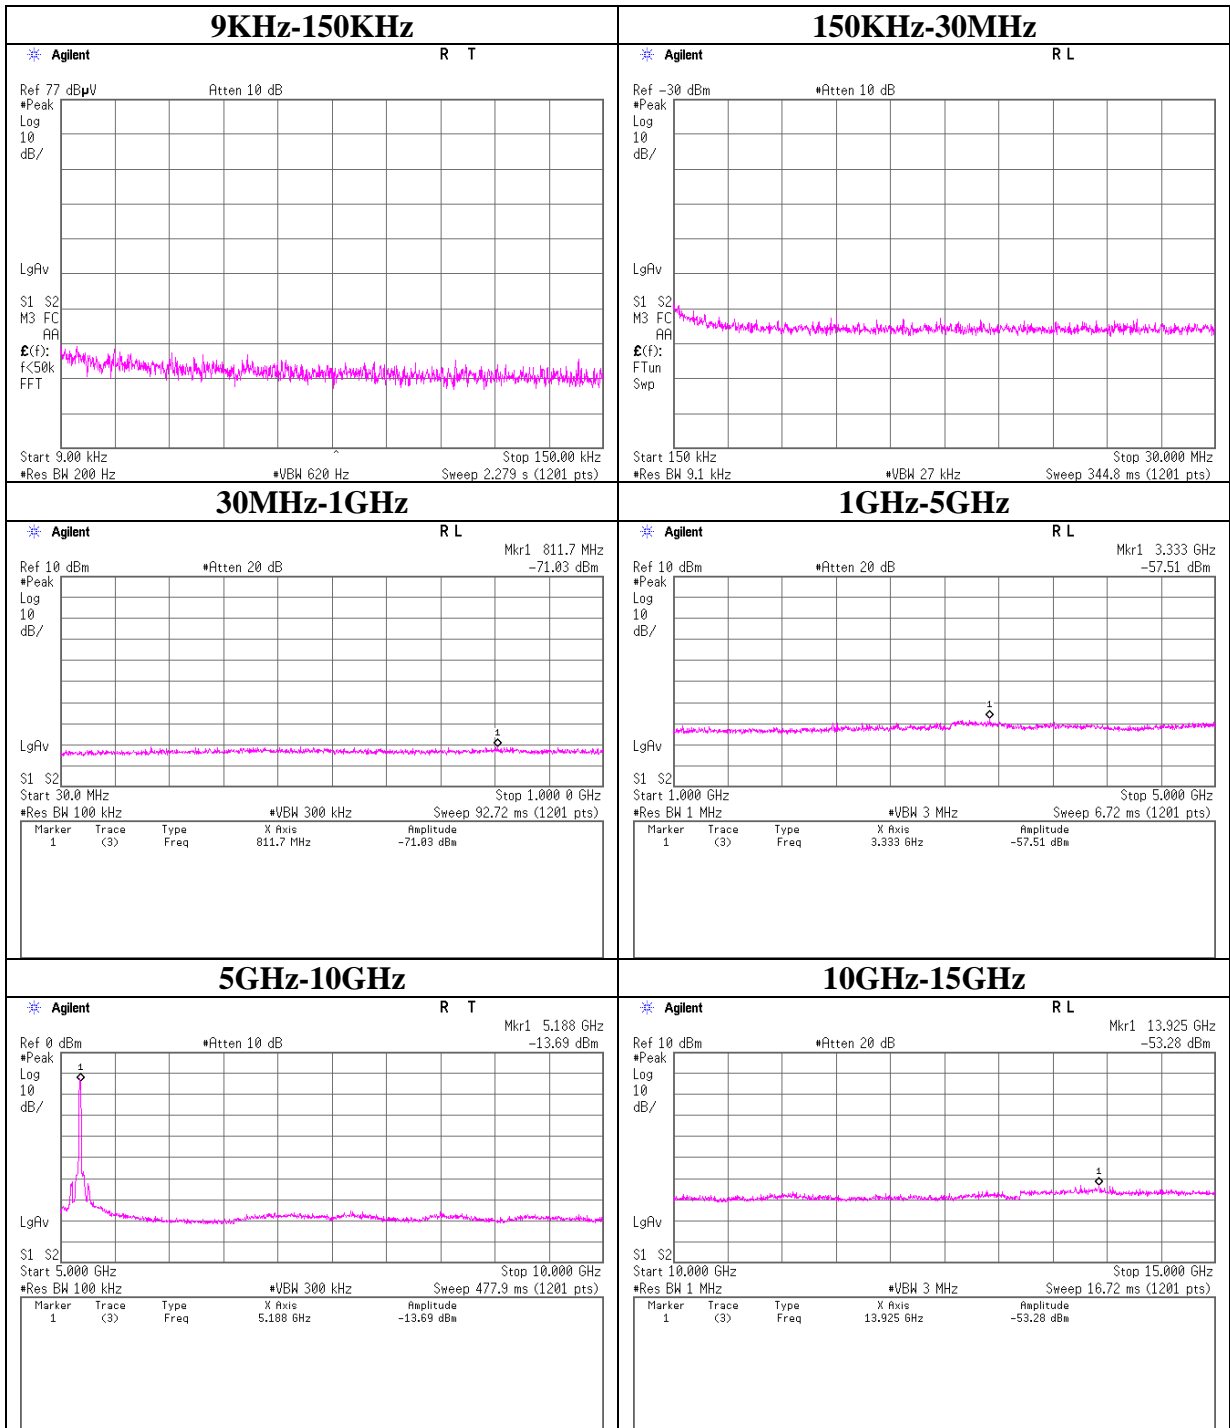 9KHz-150KHz
Agilent R T
Ref 77 dBµV Atten 10 dB
#Peak
Log
10
dB/
LgAv
S1 S2
M3 FC
AA
£(f):
f<50k
FFT
Start 9.00 kHz Stop 150.00 kHz
#Res BW 200 Hz #VBW 620 Hz Sweep 2.279 s (1201 pts)
150KHz-30MHz
Agilent R L
Ref -30 dBm #Atten 10 dB
#Peak
Log
10
dB/
LgAv
S1 S2
M3 FC
AA
£(f):
FTun
Swp
Start 150 kHz Stop 30.000 MHz
#Res BW 9.1 kHz #VBW 27 kHz Sweep 344.8 ms (1201 pts)
30MHz-1GHz
Agilent R L
Mkr1 811.7 MHz
Ref 10 dBm #Atten 20 dB -71.03 dBm
#Peak
Log
10
dB/
1
LgAv
S1 S2
Start 30.0 MHz Stop 1.000 0 GHz
#Res BW 100 kHz #VBW 300 kHz Sweep 92.72 ms (1201 pts)
Marker Trace Type X Axis Amplitude
1 (3) Freq 811.7 MHz -71.03 dBm
1GHz-5GHz
Agilent R L
Mkr1 3.333 GHz
Ref 10 dBm #Atten 20 dB -57.51 dBm
#Peak
Log
10
dB/
1
LgAv
S1 S2
Start 1.000 GHz Stop 5.000 GHz
#Res BW 1 MHz #VBW 3 MHz Sweep 6.72 ms (1201 pts)
Marker Trace Type X Axis Amplitude
1 (3) Freq 3.333 GHz -57.51 dBm
5GHz-10GHz
Agilent R T
Mkr1 5.188 GHz
Ref 0 dBm #Atten 10 dB -13.69 dBm
#Peak
1
Log
10
dB/
LgAv
S1 S2
Start 5.000 GHz Stop 10.000 GHz
#Res BW 100 kHz #VBW 300 kHz Sweep 477.9 ms (1201 pts)
Marker Trace Type X Axis Amplitude
1 (3) Freq 5.188 GHz -13.69 dBm
10GHz-15GHz
Agilent R L
Mkr1 13.925 GHz
Ref 10 dBm #Atten 20 dB -53.28 dBm
#Peak
Log
10
dB/
1
LgAv
S1 S2
Start 10.000 GHz Stop 15.000 GHz
#Res BW 1 MHz #VBW 3 MHz Sweep 16.72 ms (1201 pts)
Marker Trace Type X Axis Amplitude
1 (3) Freq 13.925 GHz -53.28 dBm